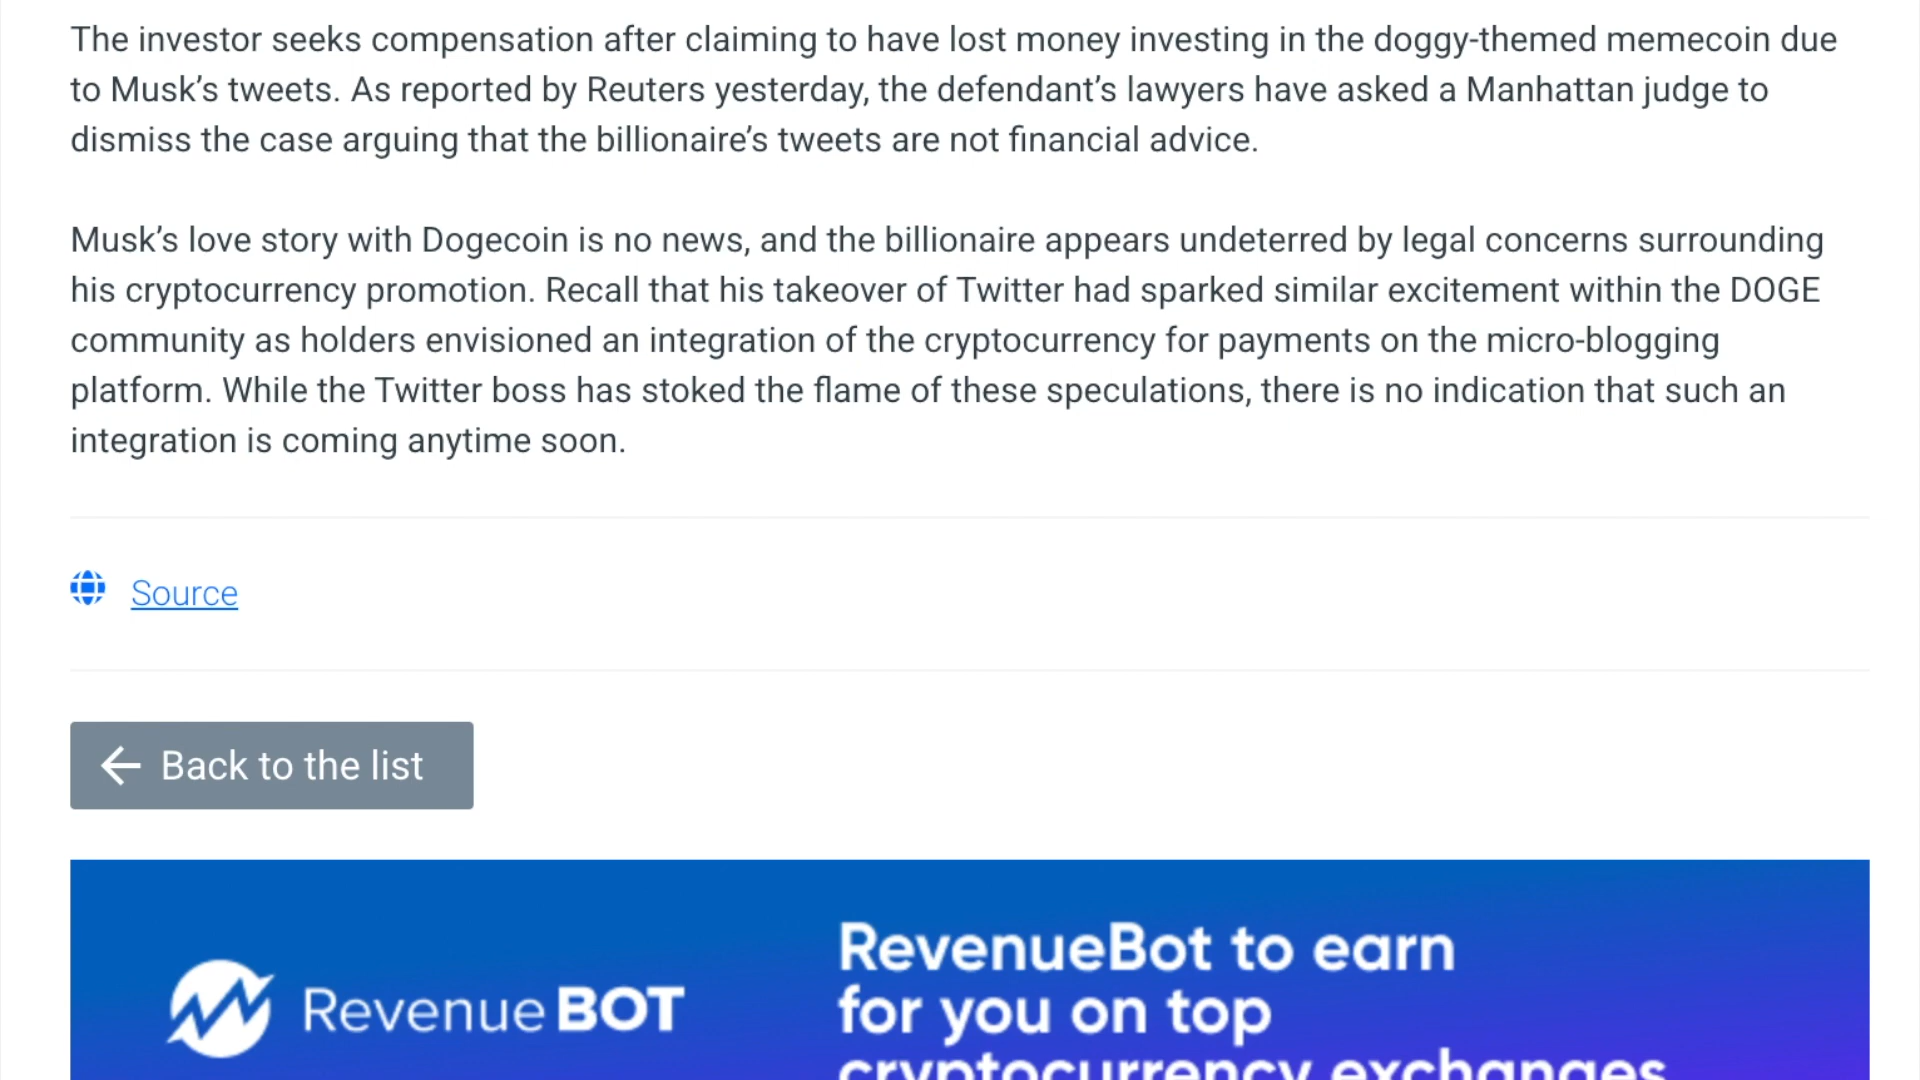 The investor seeks compensation after claiming to have lost money investing in the doggy-themed memecoin due
to Musk’s tweets. As reported by Reuters yesterday, the defendant’s lawyers have asked a Manhattan judge to
dismiss the case arguing that the billionaire’s tweets are not financial advice.
Musk’s love story with Dogecoin is no news, and the billionaire appears undeterred by legal concerns surrounding
his cryptocurrency promotion. Recall that his takeover of Twitter had sparked similar excitement within the DOGE
community as holders envisioned an integration of the cryptocurrency for payments on the micro-blogging
platform. While the Twitter boss has stoked the flame of these speculations, there is no indication that such an
integration is coming anytime soon.
Source
Back to the list
Revenue BOT
RevenueBot to earn
for you on top
cryptocurrency exchanges